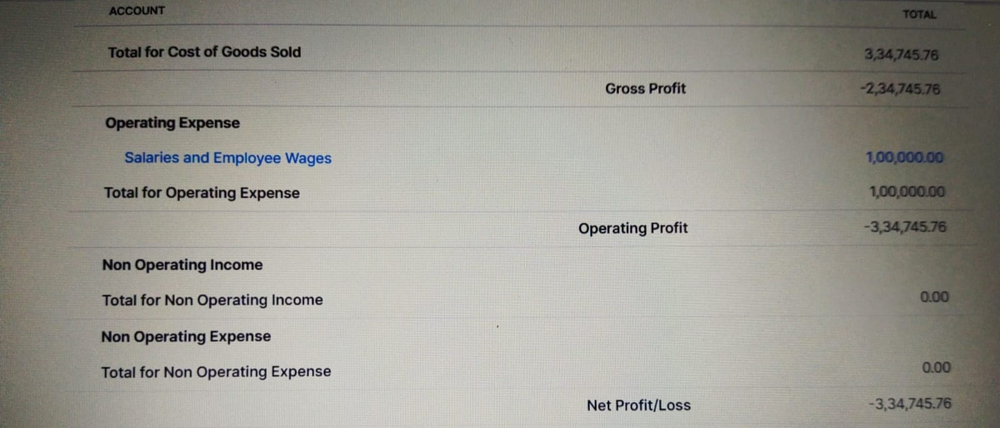 ACCOUNT TOTAL
Total for Cost of Goods Sold 3,34,745.76
Gross Profit -2,34,745.76
Operating Expense
Salaries and Employee Wages 1,00,000.00
Total for Operating Expense 1,00,000.00
Operating Profit -3,34,745.76
Non Operating Income
Total for Non Operating Income 0.00
Non Operating Expense
Total for Non Operating Expense 0.00
Net Profit/Loss -3,34,745.76